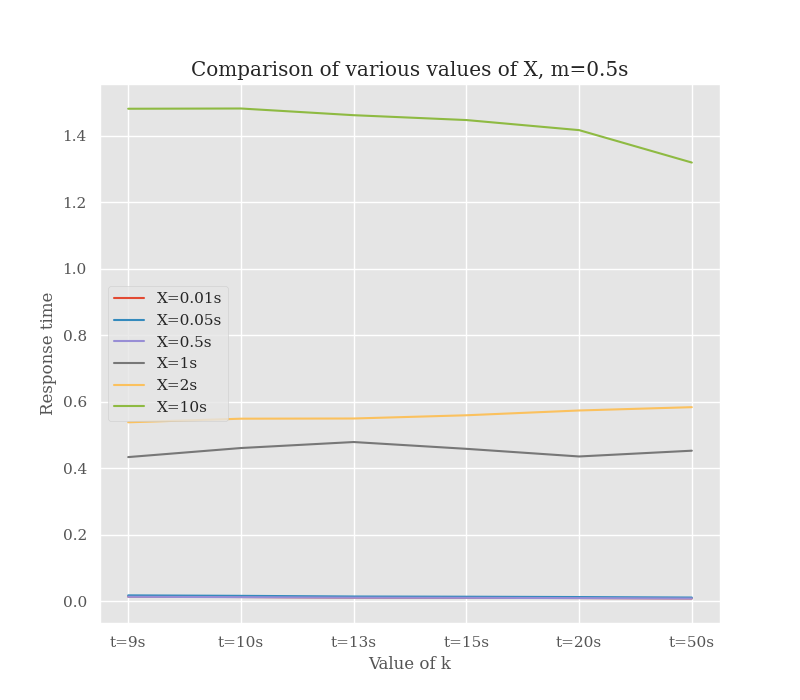 Comparison of various values of X, m=0.5s
Response time
1.4
1.2
1.0
0.8
0.6
0.4
0.2
0.0
X=0.01s
X=0.05s
X=0.5s
X=1s
X=2s
X=10s
t=9s t=10s t=13s t=15s t=20s t=50s
Value of k